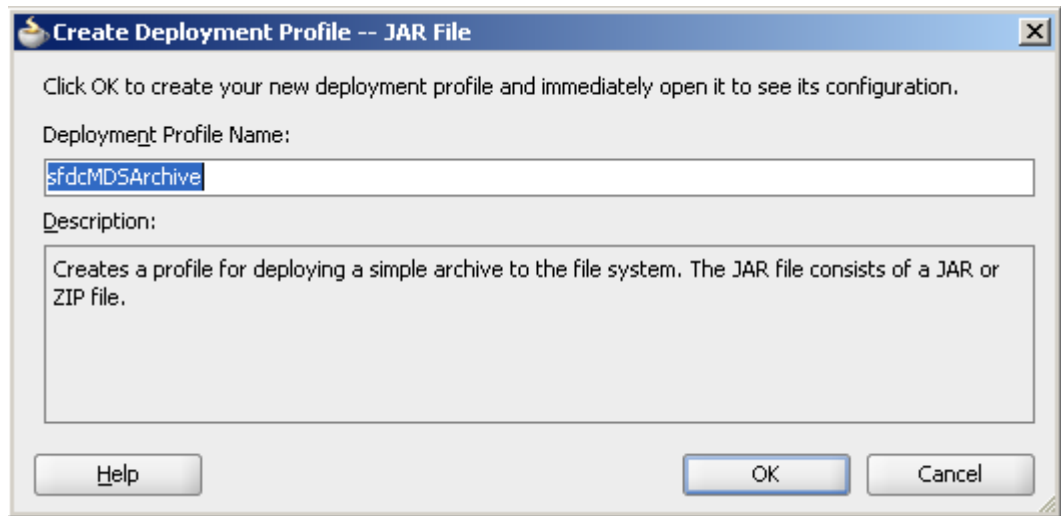 Create Deployment Profile -- JAR File
Click OK to create your new deployment profile and immediately open it to see its configuration.
Deployment Profile Name:
sfdcMDSArchive
Description:
Creates a profile for deploying a simple archive to the file system. The JAR file consists of a JAR or
ZIP file.
Help
OK
Cancel